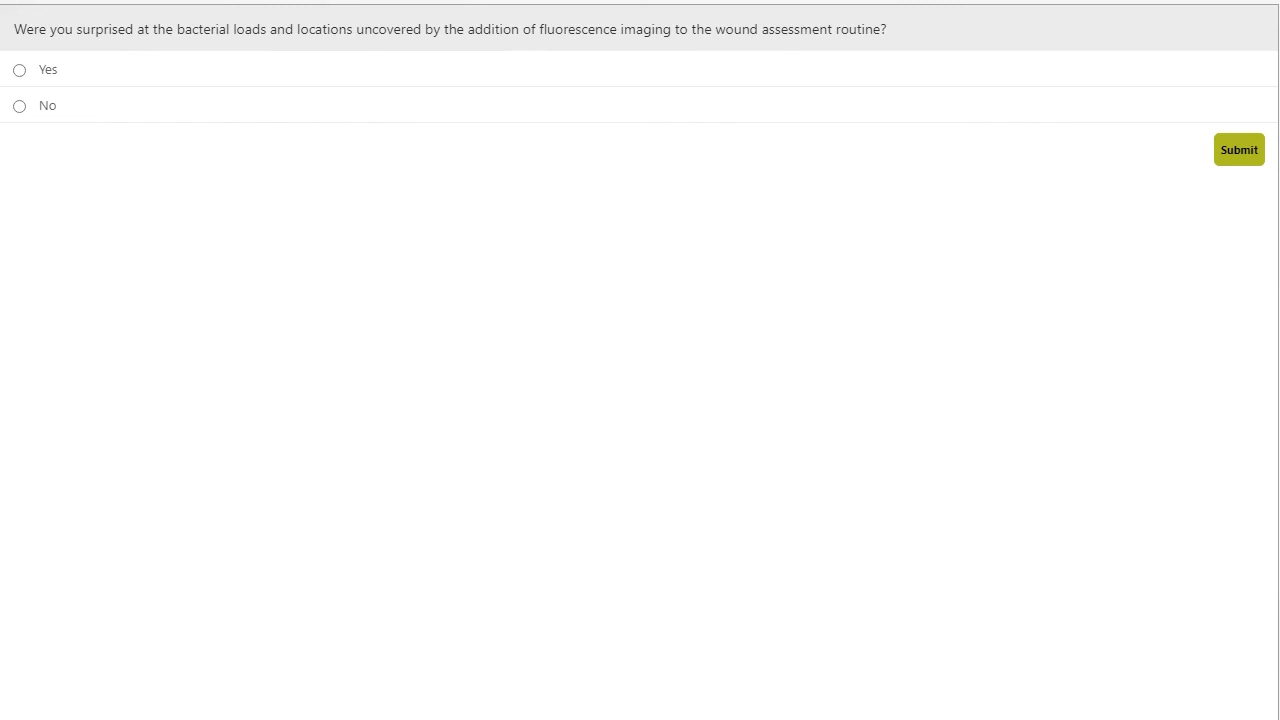 Were you surprised at the bacterial loads and locations uncovered by the addition of fluorescence imaging to the wound assessment routine?
Yes
No
Submit